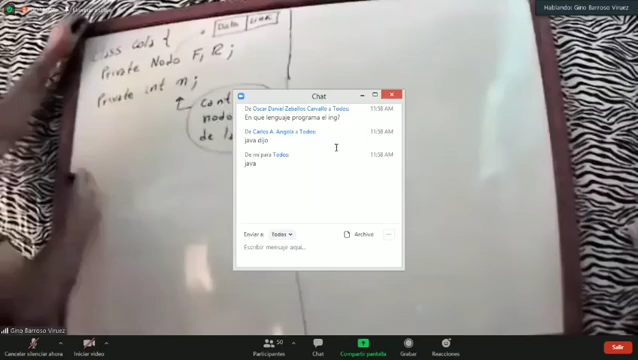 Hablando: Gino Barroso Viruez
Class Cola {
Data Link
Private Nodo F, R ;
Private int n ;
cant
nodo
de la
Chat
De Oscar Daniel Zeballos Carvallo a Todos:
11:58 AM
En que lenguaje programa el ing?
De Carlos A. Angola a Todos:
11:58 AM
java dijo
De mí para Todos:
11:58 AM
java
Enviar a: Todos
Archivo
...
Escribir mensaje aquí...
Gino Barroso Viruez
Cancelar silenciar ahora
Iniciar video
50
Participantes
Chat
Compartir pantalla
Grabar
Reacciones
Salir